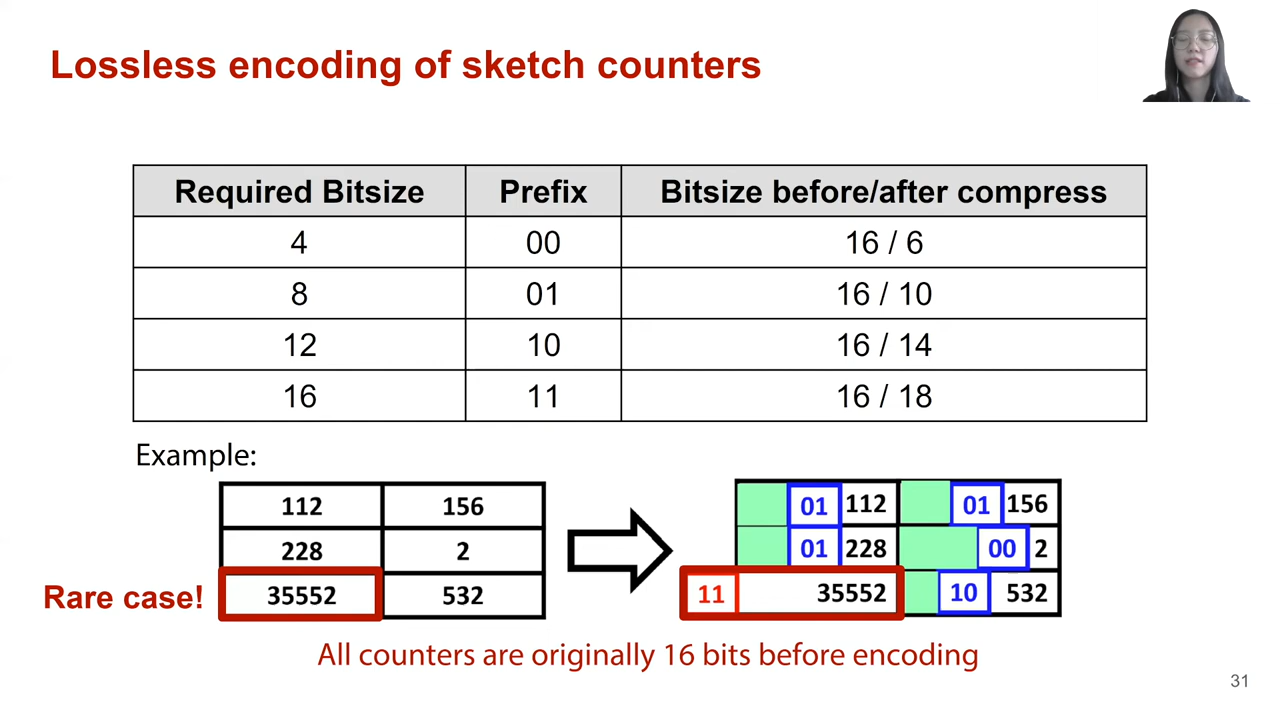 Lossless encoding of sketch counters
Required Bitsize Prefix Bitsize before/after compress
4 00 16 / 6
8 01 16 / 10
12 10 16 / 14
16 11 16 / 18
Example:
112 156
228 2
Rare case! 35552 532
01 112 01 156
01 228 00 2
11 35552 10 532
All counters are originally 16 bits before encoding
31